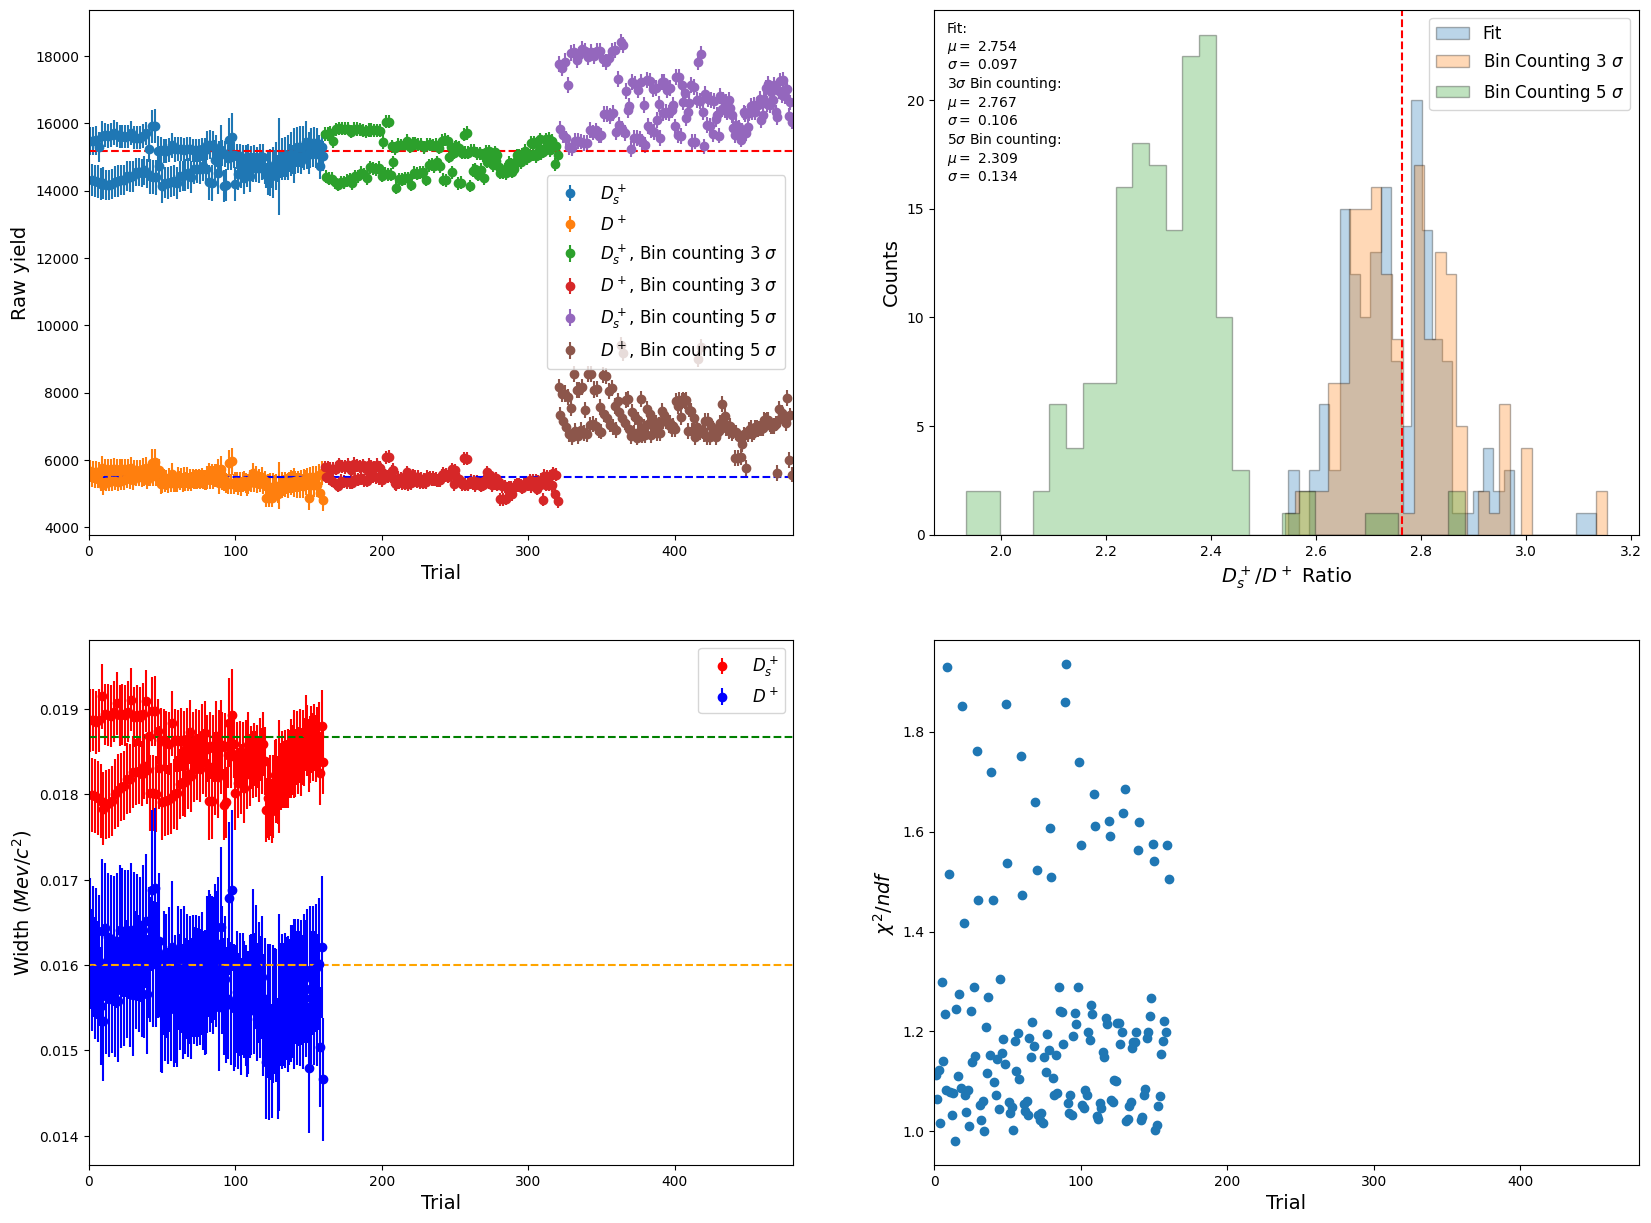 18000
16000
14000
12000
10000
8000
6000
4000
Raw yield
0
100
200
300
400
Trial
D_s^+
D^+
D_s^+, Bin counting 3 σ
D^+, Bin counting 3 σ
D_s^+, Bin counting 5 σ
D^+, Bin counting 5 σ
Fit:
μ = 2.754
σ = 0.097
3σ Bin counting:
μ = 2.767
σ = 0.106
5σ Bin counting:
μ = 2.309
σ = 0.134
Fit
Bin Counting 3 σ
Bin Counting 5 σ
20
15
10
5
0
Counts
2.0
2.2
2.4
2.6
2.8
3.0
3.2
D_s^+/D^+ Ratio
0.019
0.018
0.017
0.016
0.015
0.014
Width (Mev/c^2)
0
100
200
300
400
Trial
D_s^+
D^+
1.8
1.6
1.4
1.2
1.0
χ^2/ndf
0
100
200
300
400
Trial